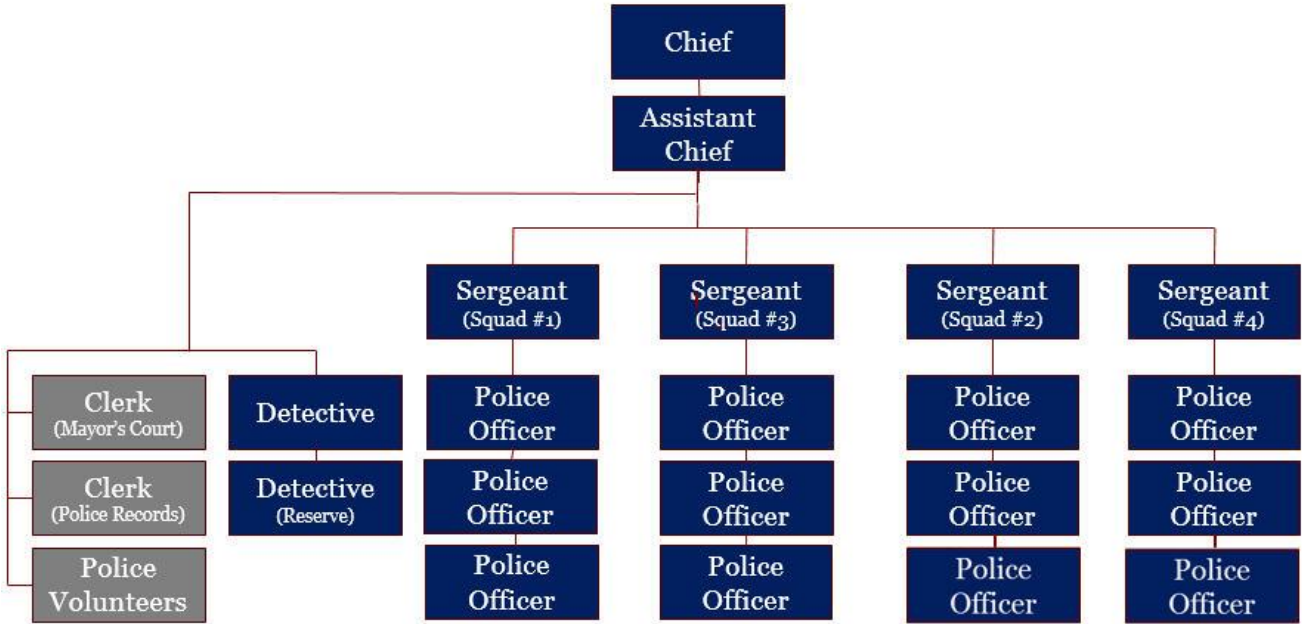 Chief
Assistant
Chief
Sergeant
(Squad #1)
Sergeant
(Squad #3)
Sergeant
(Squad #2)
Sergeant
(Squad #4)
Clerk
(Mayor's Court)
Detective
Police
Officer
Police
Officer
Police
Officer
Police
Officer
Clerk
(Police Records)
Detective
(Reserve)
Police
Officer
Police
Officer
Police
Officer
Police
Officer
Police
Volunteers
Police
Officer
Police
Officer
Police
Officer
Police
Officer